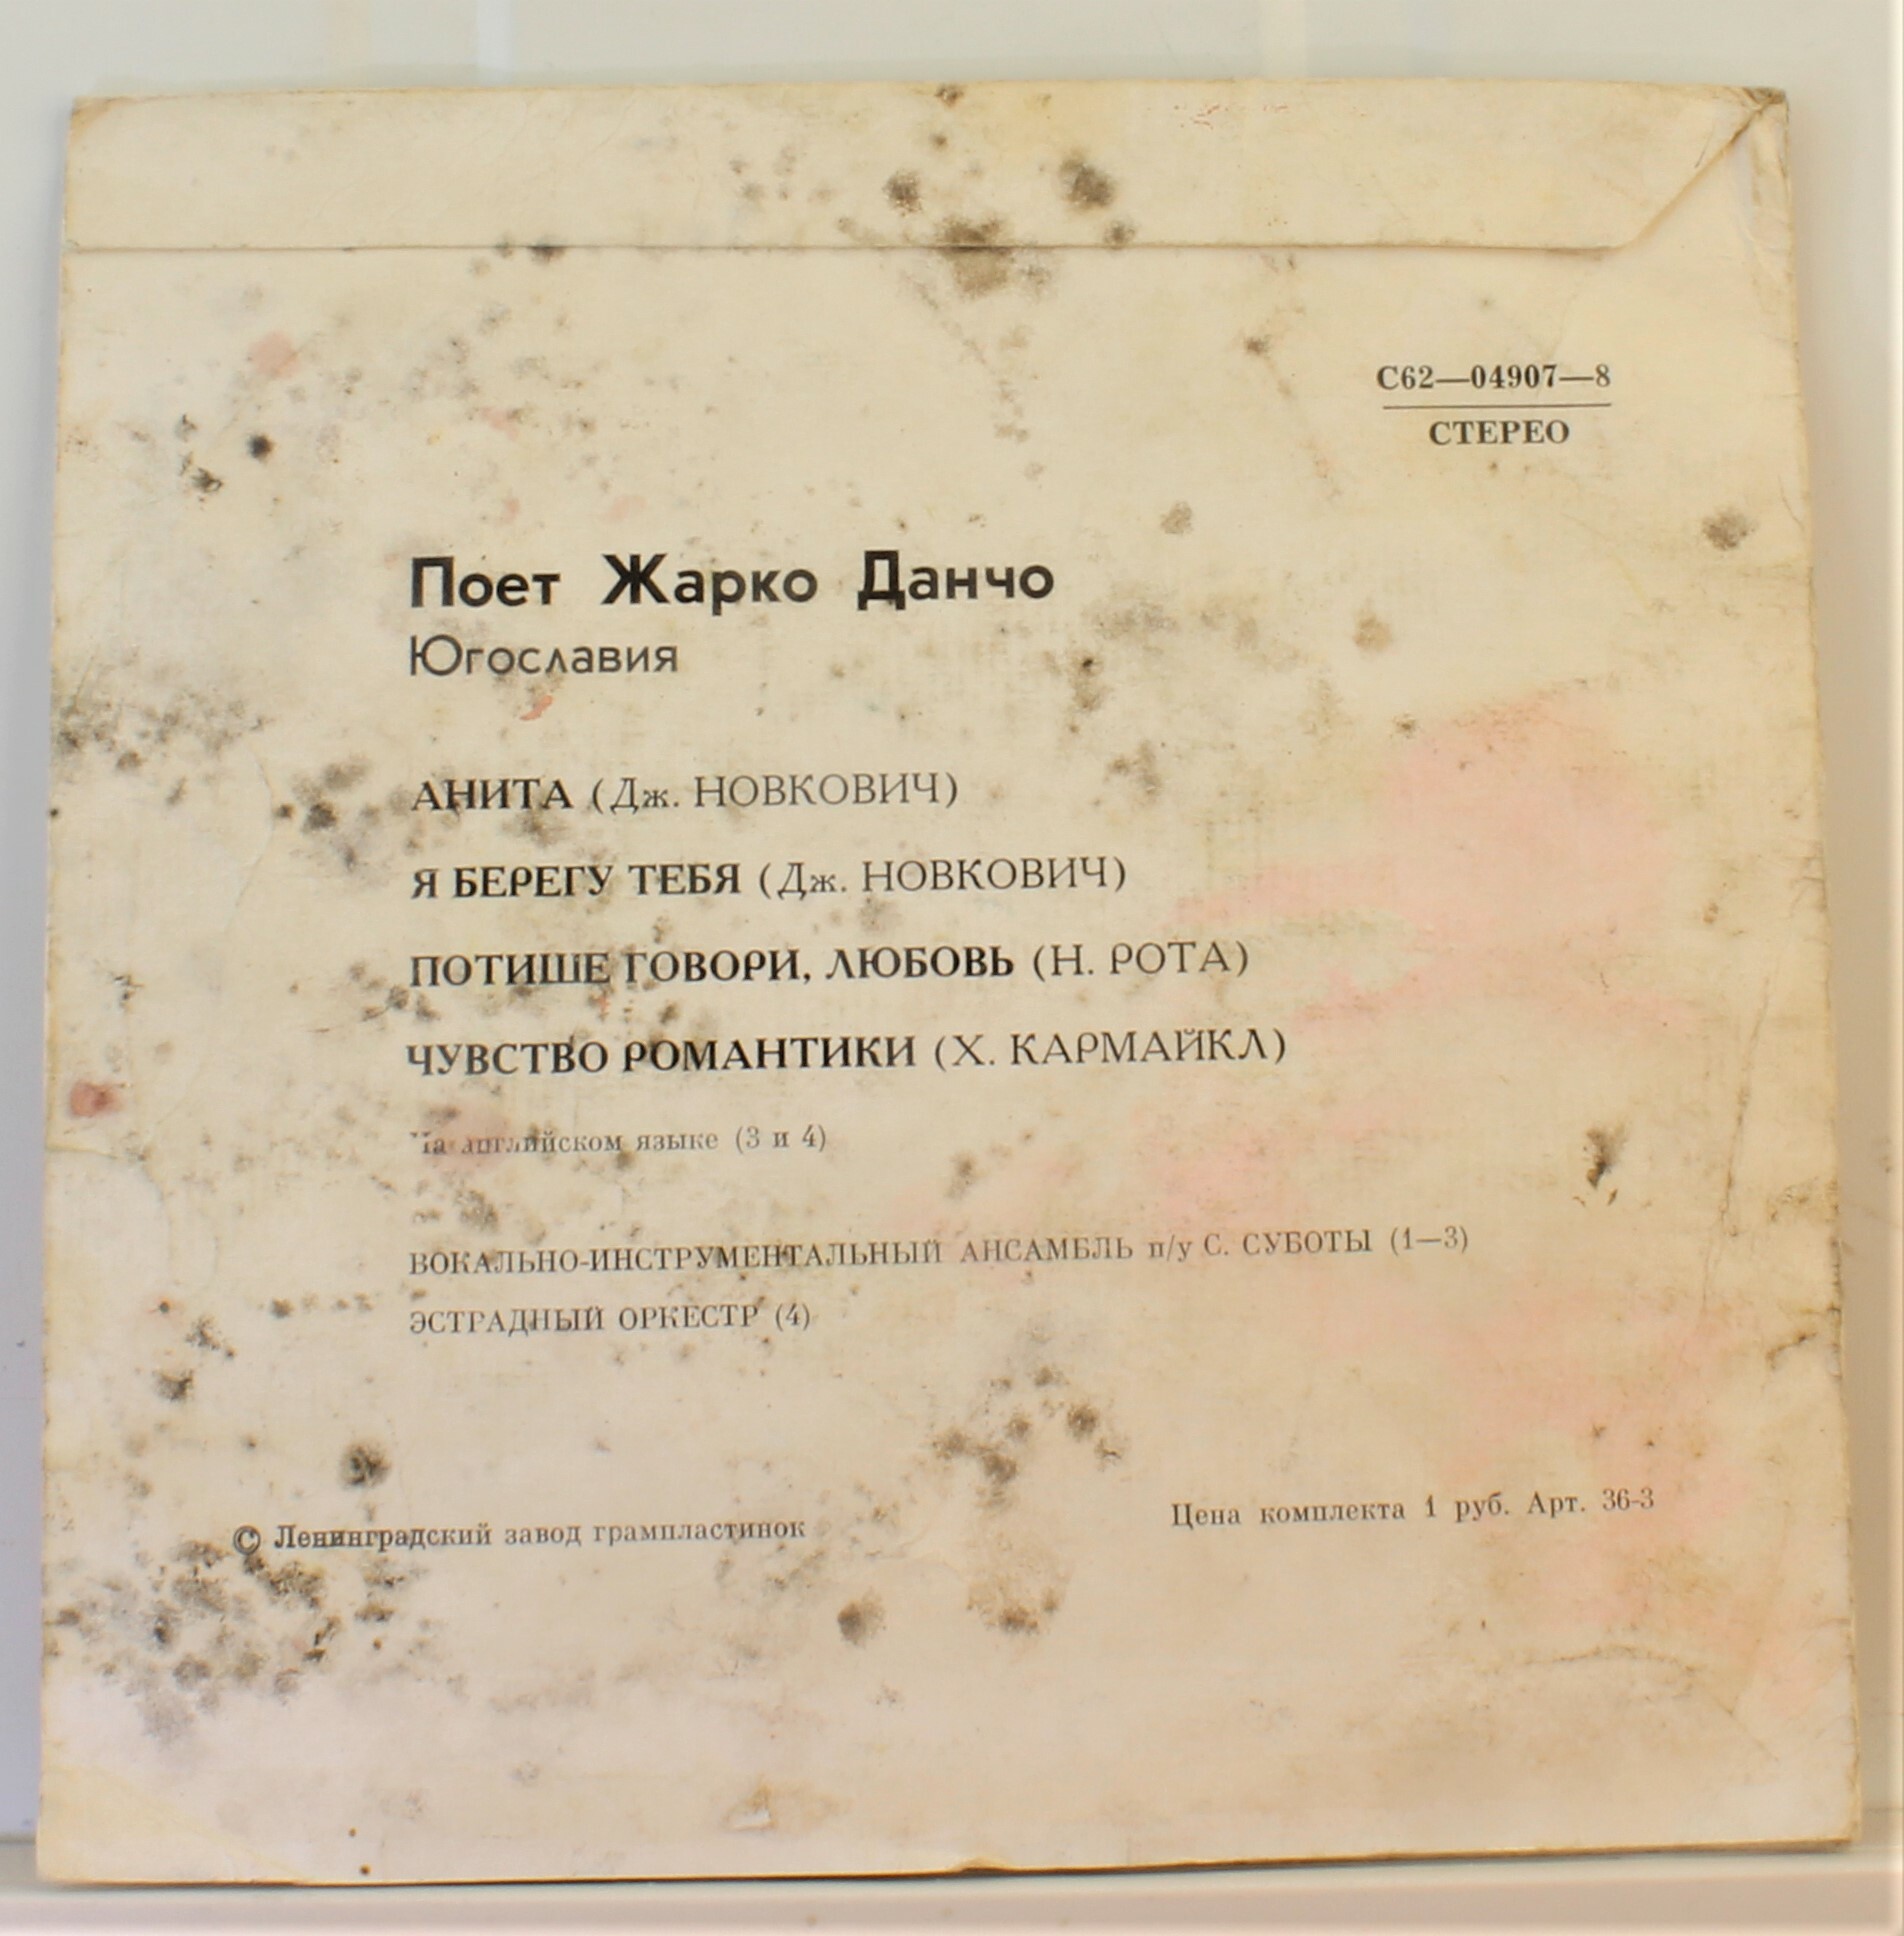 С62—04907—8
СТЕРЕО
Поет Жарко Данчо
Югославия
АНИТА (Дж. НОВКОВИЧ)
Я БЕРЕГУ ТЕБЯ (Дж. НОВКОВИЧ)
ПОТИШЕ ГОВОРИ, ЛЮБОВЬ (Н. РОТА)
ЧУВСТВО РОМАНТИКИ (Х. КАРМАЙКЛ)
На английском языке (3 и 4)
ВОКАЛЬНО-ИНСТРУМЕНТАЛЬНЫЙ АНСАМБЛЬ п/у С. СУБОТЫ (1—3)
ЭСТРАДНЫЙ ОРКЕСТР (4)
© Ленинградский завод грампластинок
Цена комплекта 1 руб. Арт. 36-3